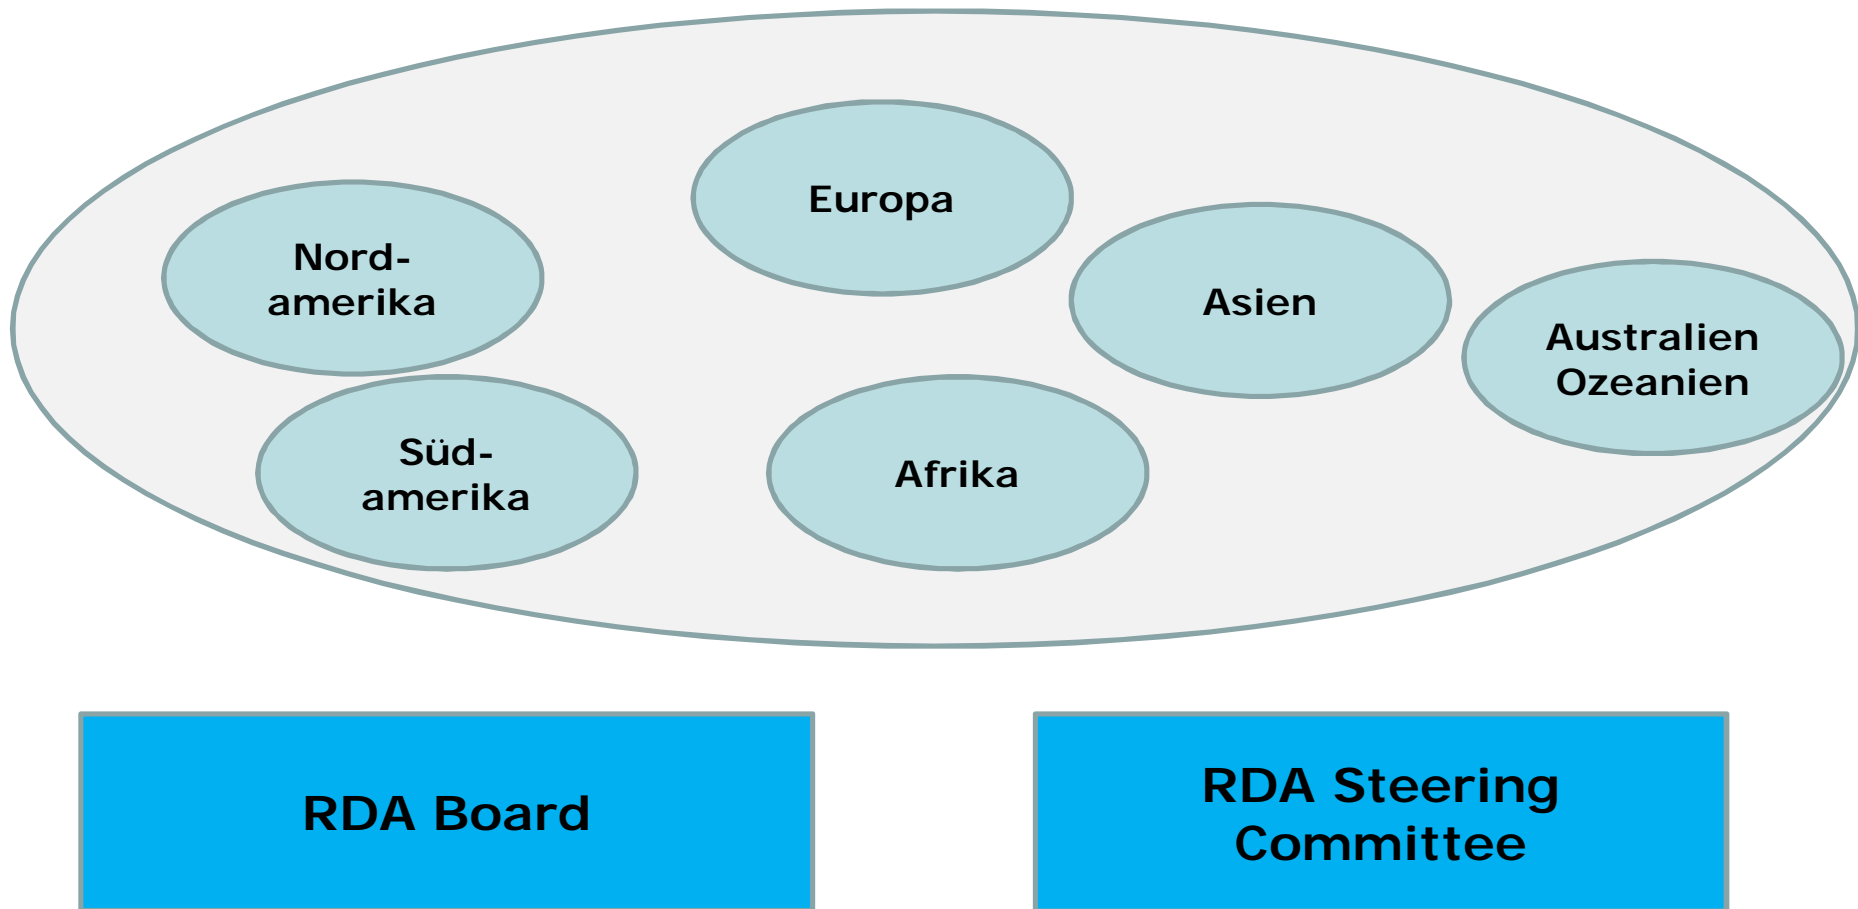 Europa
Nord-
amerika
Asien
Australien
Ozeanien
Süd-
amerika
Afrika
RDA Board
RDA Steering
Committee